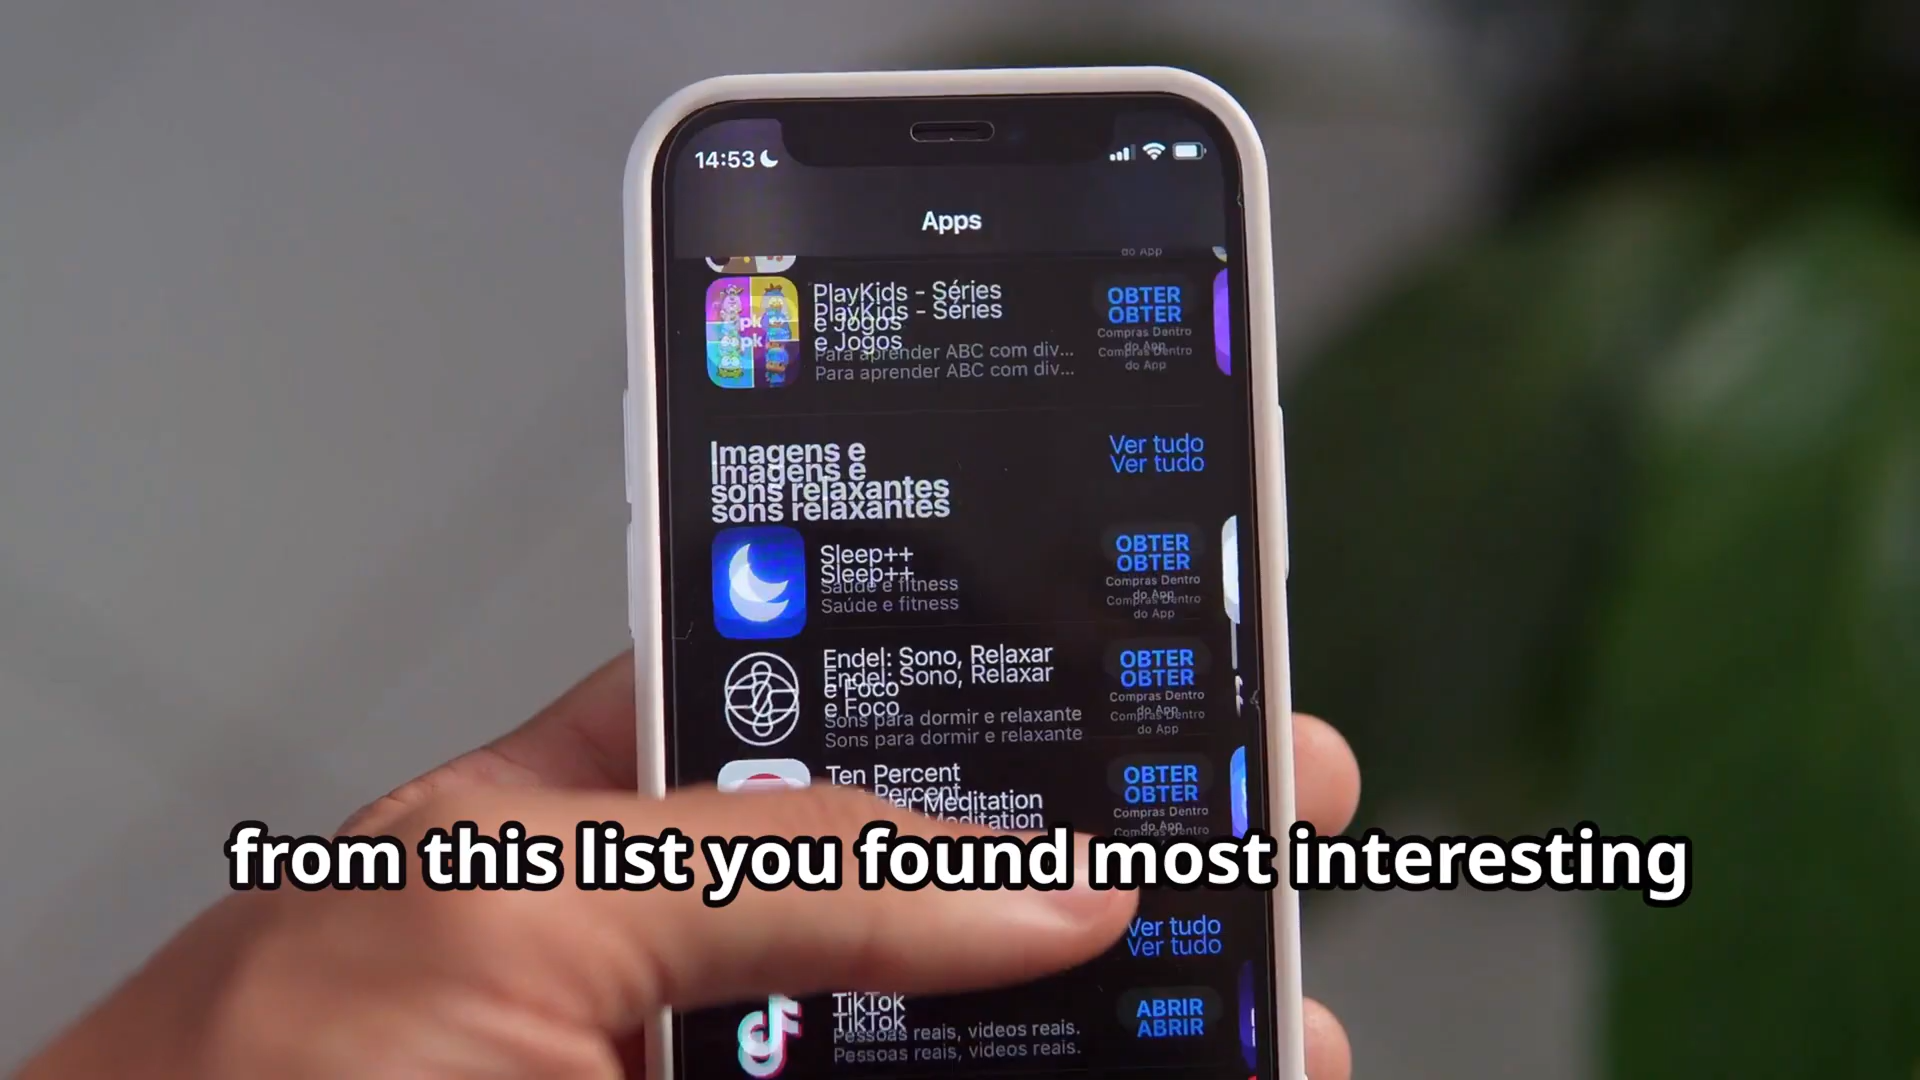 14:53
Apps
do App
PlayKids - Séries
e Jogos
Para aprender ABC com div...
OBTER
Compras Dentro
do App
Imagens e
sons relaxantes
Ver tudo
Sleep++
Saúde e fitness
OBTER
Compras Dentro
do App
Endel: Sono, Relaxar
e Foco
Sons para dormir e relaxante
OBTER
Compras Dentro
do App
Ten Percent
Meditation
OBTER
Compras Dentro
from this list you found most interesting
Ver tudo
TikTok
Pessoas reais, videos reais.
ABRIR